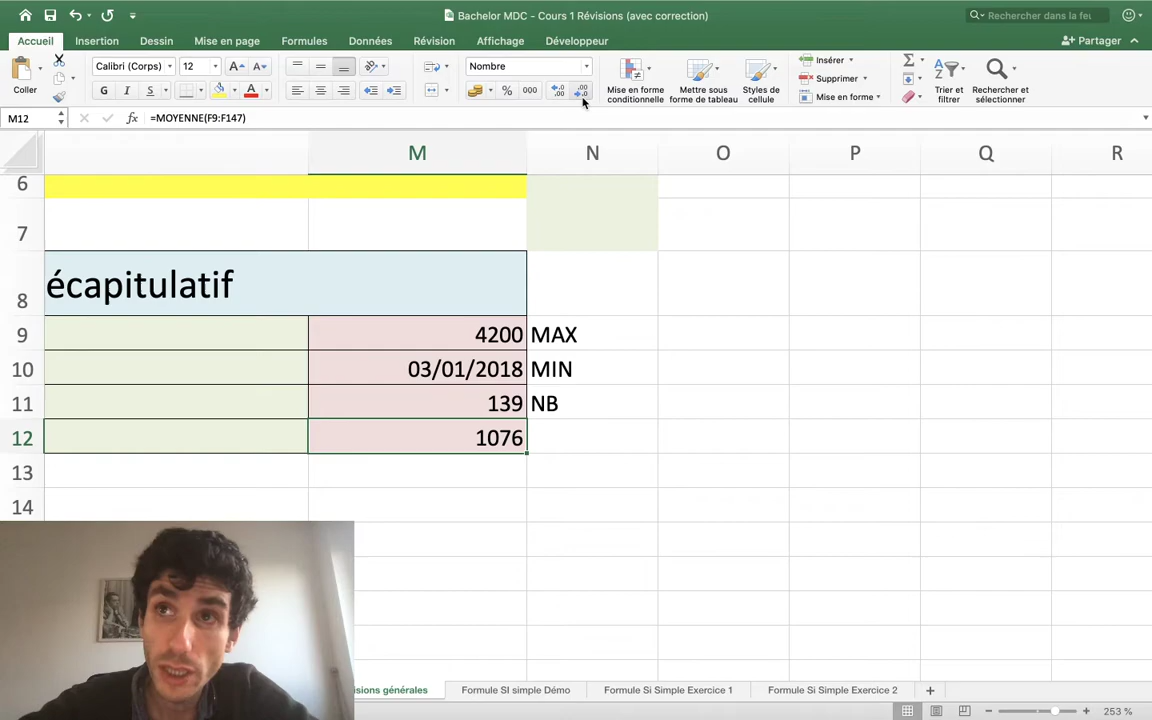 Bachelor MDC - Cours 1 Révisions (avec correction)
Rechercher dans la feu
Accueil Insertion Dessin Mise en page Formules Données Révision Affichage Développeur
Partager
Coller
Calibri (Corps) 12
G I S
Nombre
% 000
Mise en forme conditionnelle
Mettre sous forme de tableau
Styles de cellule
Insérer
Supprimer
Mise en forme
Trier et filtrer
Rechercher et sélectionner
M12 fx =MOYENNE(F9:F147)
M N O P Q R
6
7
8 écapitulatif
9 4200 MAX
10 03/01/2018 MIN
11 139 NB
12 1076
13
14
isions générales Formule SI simple Démo Formule Si Simple Exercice 1 Formule Si Simple Exercice 2
253 %